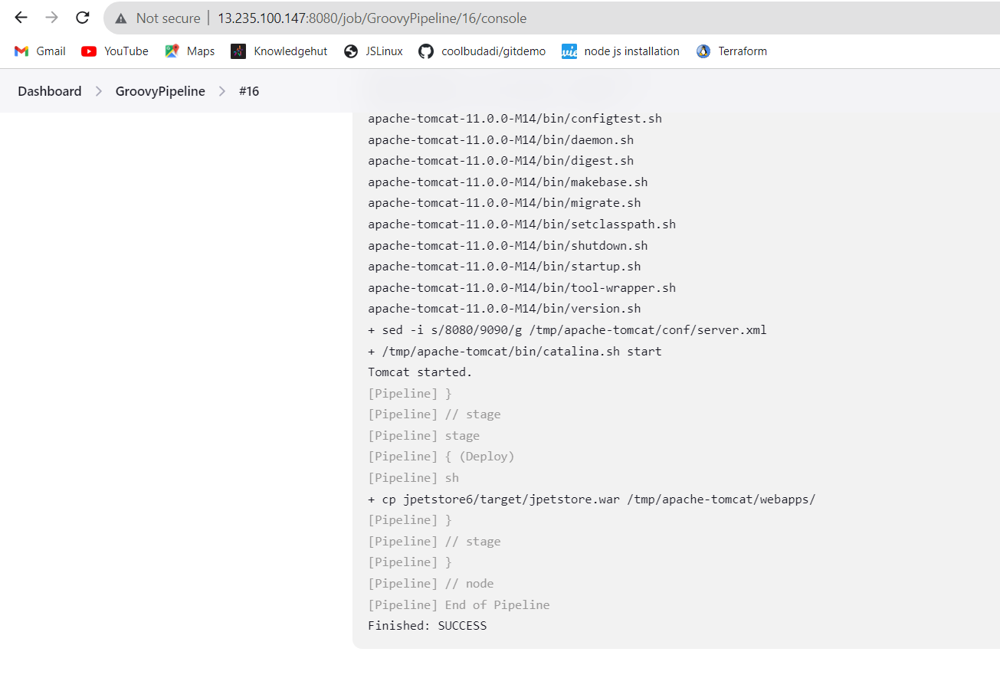 Not secure | 13.235.100.147:8080/job/GroovyPipeline/16/console
Gmail YouTube Maps Knowledgehut JSLinux coolbudadi/gitdemo vie node js installation Terraform
Dashboard > GroovyPipeline > #16
apache-tomcat-11.0.0-M14/bin/configtest.sh
apache-tomcat-11.0.0-M14/bin/daemon.sh
apache-tomcat-11.0.0-M14/bin/digest.sh
apache-tomcat-11.0.0-M14/bin/makebase.sh
apache-tomcat-11.0.0-M14/bin/migrate.sh
apache-tomcat-11.0.0-M14/bin/setclasspath.sh
apache-tomcat-11.0.0-M14/bin/shutdown.sh
apache-tomcat-11.0.0-M14/bin/startup.sh
apache-tomcat-11.0.0-M14/bin/tool-wrapper.sh
apache-tomcat-11.0.0-M14/bin/version.sh
+ sed -i s/8080/9090/g /tmp/apache-tomcat/conf/server.xml
+ /tmp/apache-tomcat/bin/catalina.sh start
Tomcat started.
[Pipeline] }
[Pipeline] // stage
[Pipeline] stage
[Pipeline] { (Deploy)
[Pipeline] sh
+ cp jpetstore6/target/jpetstore.war /tmp/apache-tomcat/webapps/
[Pipeline] }
[Pipeline] // stage
[Pipeline] }
[Pipeline] // node
[Pipeline] End of Pipeline
Finished: SUCCESS